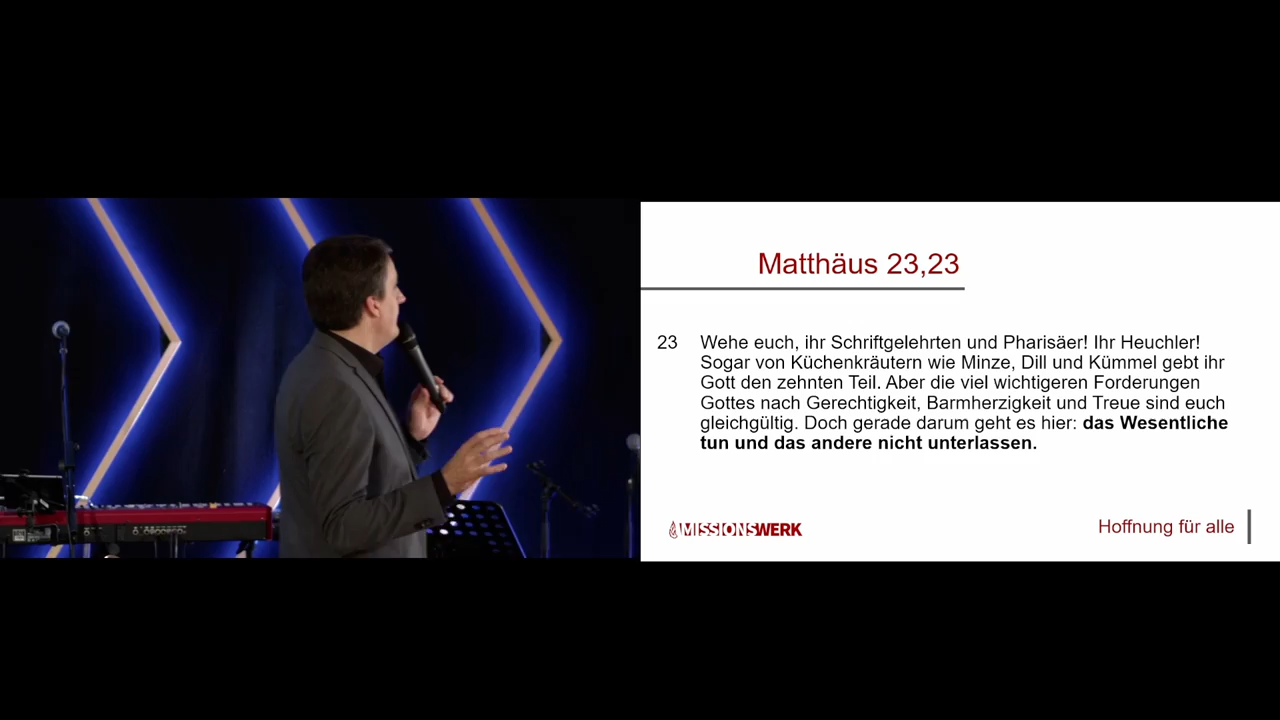 Matthäus 23,23
23 Wehe euch, ihr Schriftgelehrten und Pharisäer! Ihr Heuchler!
Sogar von Küchenkräutern wie Minze, Dill und Kümmel gebt ihr
Gott den zehnten Teil. Aber die viel wichtigeren Forderungen
Gottes nach Gerechtigkeit, Barmherzigkeit und Treue sind euch
gleichgültig. Doch gerade darum geht es hier: das Wesentliche
tun und das andere nicht unterlassen.
MISSIONSWERK
Hoffnung für alle